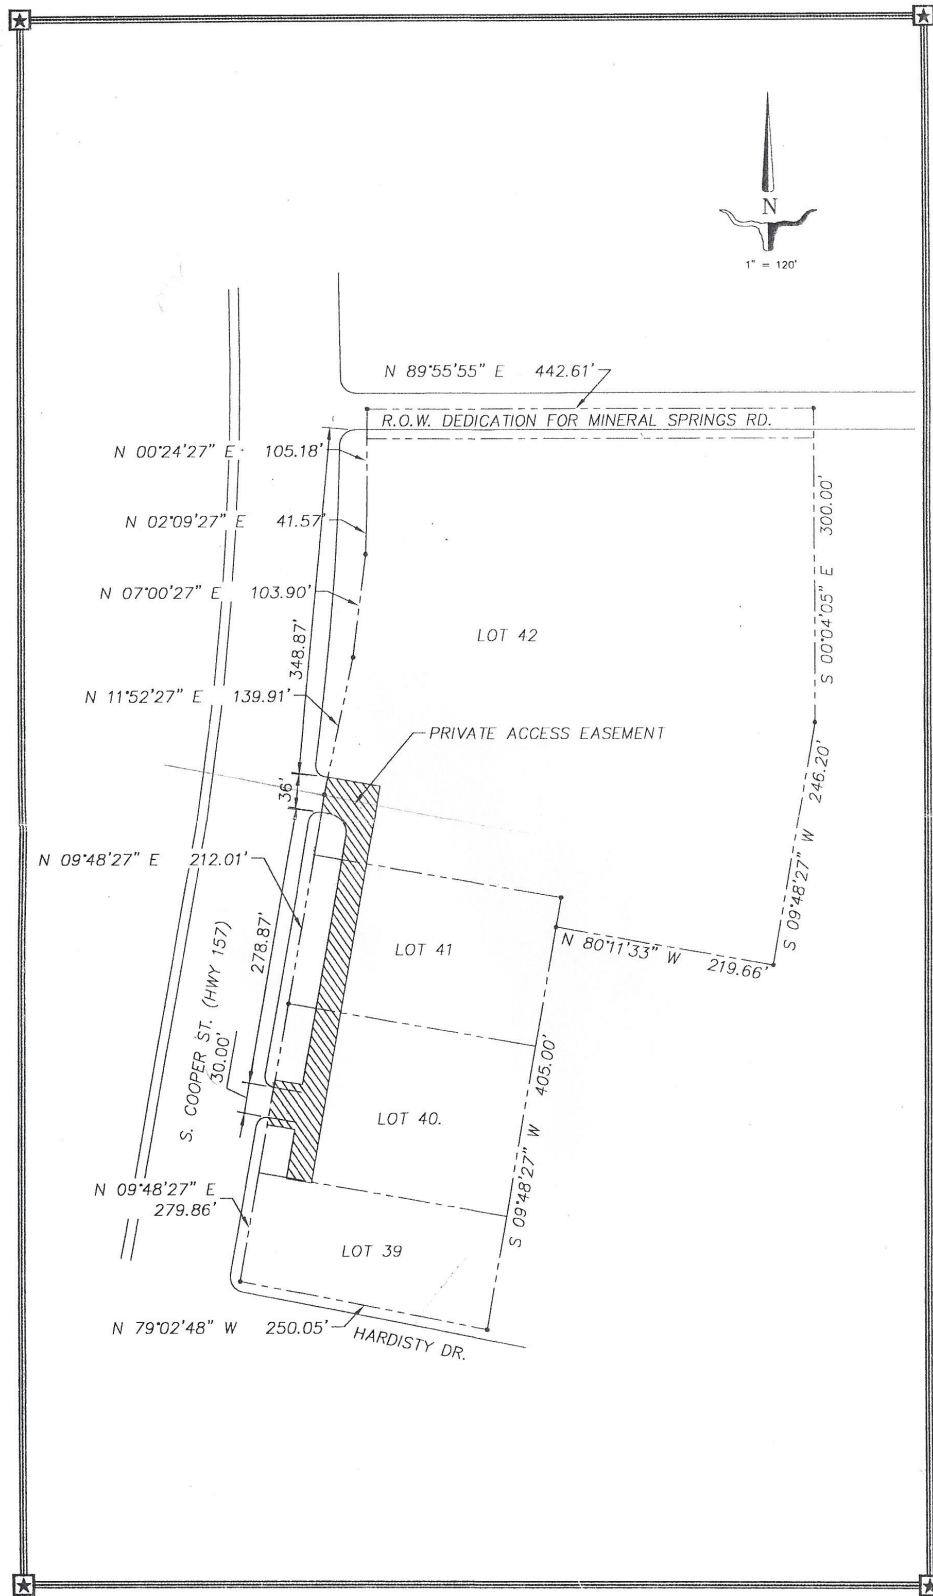 N
1" = 120'
N 89°55'55" E 442.61'
R.O.W. DEDICATION FOR MINERAL SPRINGS RD.
N 00°24'27" E 105.18'
N 02°09'27" E 41.57'
N 07°00'27" E 103.90'
348.87'
LOT 42
S 00°04'05" E 300.00'
N 11°52'27" E 139.91'
PRIVATE ACCESS EASEMENT
36'
S 09°48'27" W 246.20'
N 09°48'27" E 212.01'
278.87'
LOT 41
N 80°11'33" W 219.66'
S. COOPER ST. (HWY 157)
30.00'
S 09°48'27" W 405.00'
LOT 40.
N 09°48'27" E
279.86'
LOT 39
N 79°02'48" W 250.05'
HARDISTY DR.